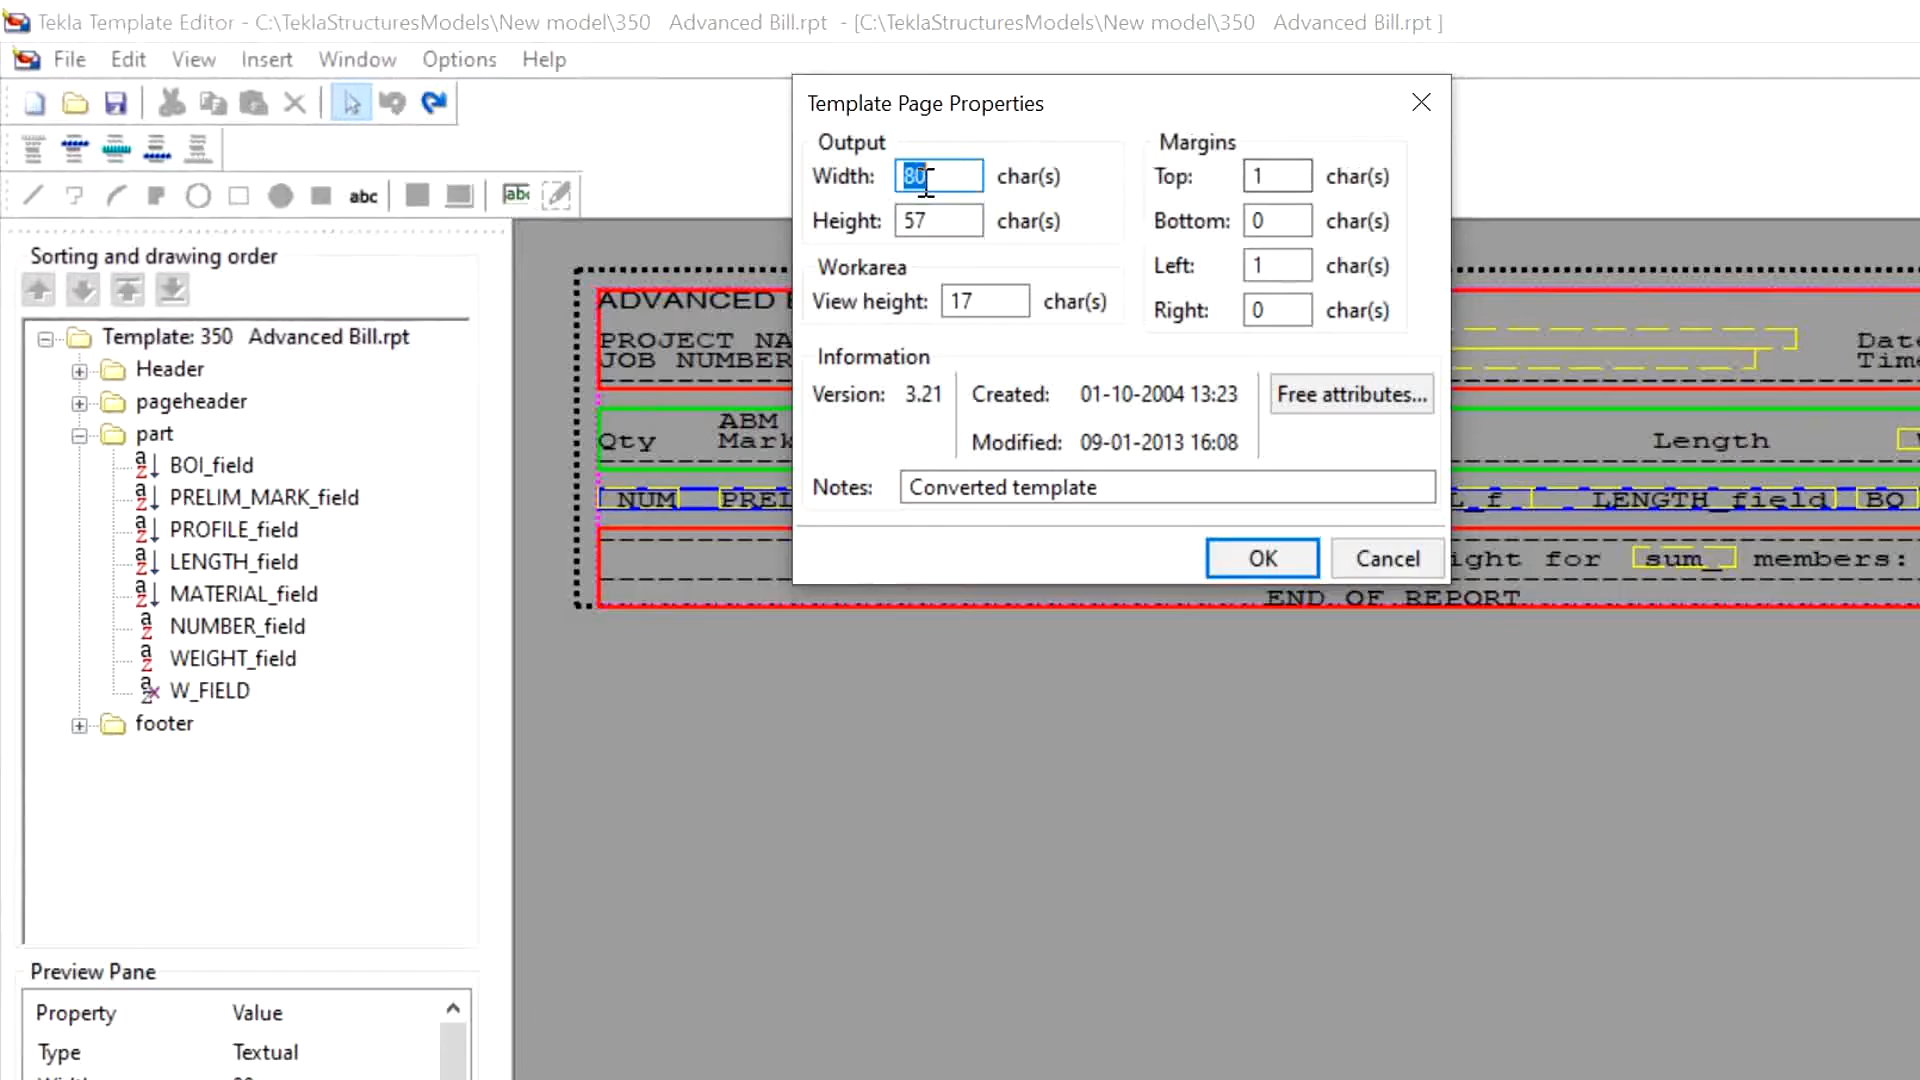 Tekla Template Editor - C:\TeklaStructuresModels\New model\350   Advanced Bill.rpt  - [C:\TeklaStructuresModels\New model\350   Advanced Bill.rpt ]
File Edit View Insert Window Options Help
abc
abc
Sorting and drawing order
Template: 350   Advanced Bill.rpt
Header
pageheader
part
BOI_field
PRELIM_MARK_field
PROFILE_field
LENGTH_field
MATERIAL_field
NUMBER_field
WEIGHT_field
W_FIELD
footer
Preview Pane
Property Value
Type Textual
Template Page Properties
Output
Width: 80 char(s)
Height: 57 char(s)
Workarea
View height: 17 char(s)
Margins
Top: 1 char(s)
Bottom: 0 char(s)
Left: 1 char(s)
Right: 0 char(s)
Information
Version: 3.21
Created: 01-10-2004 13:23
Modified: 09-01-2013 16:08
Free attributes...
Notes: Converted template
OK Cancel
ADVANCED
PROJECT NA
JOB NUMBER
Date
Time
ABM
Qty Mark Length
NUM PREL L_f LENGTH_field BO
ight for sum_ members:
END OF REPORT